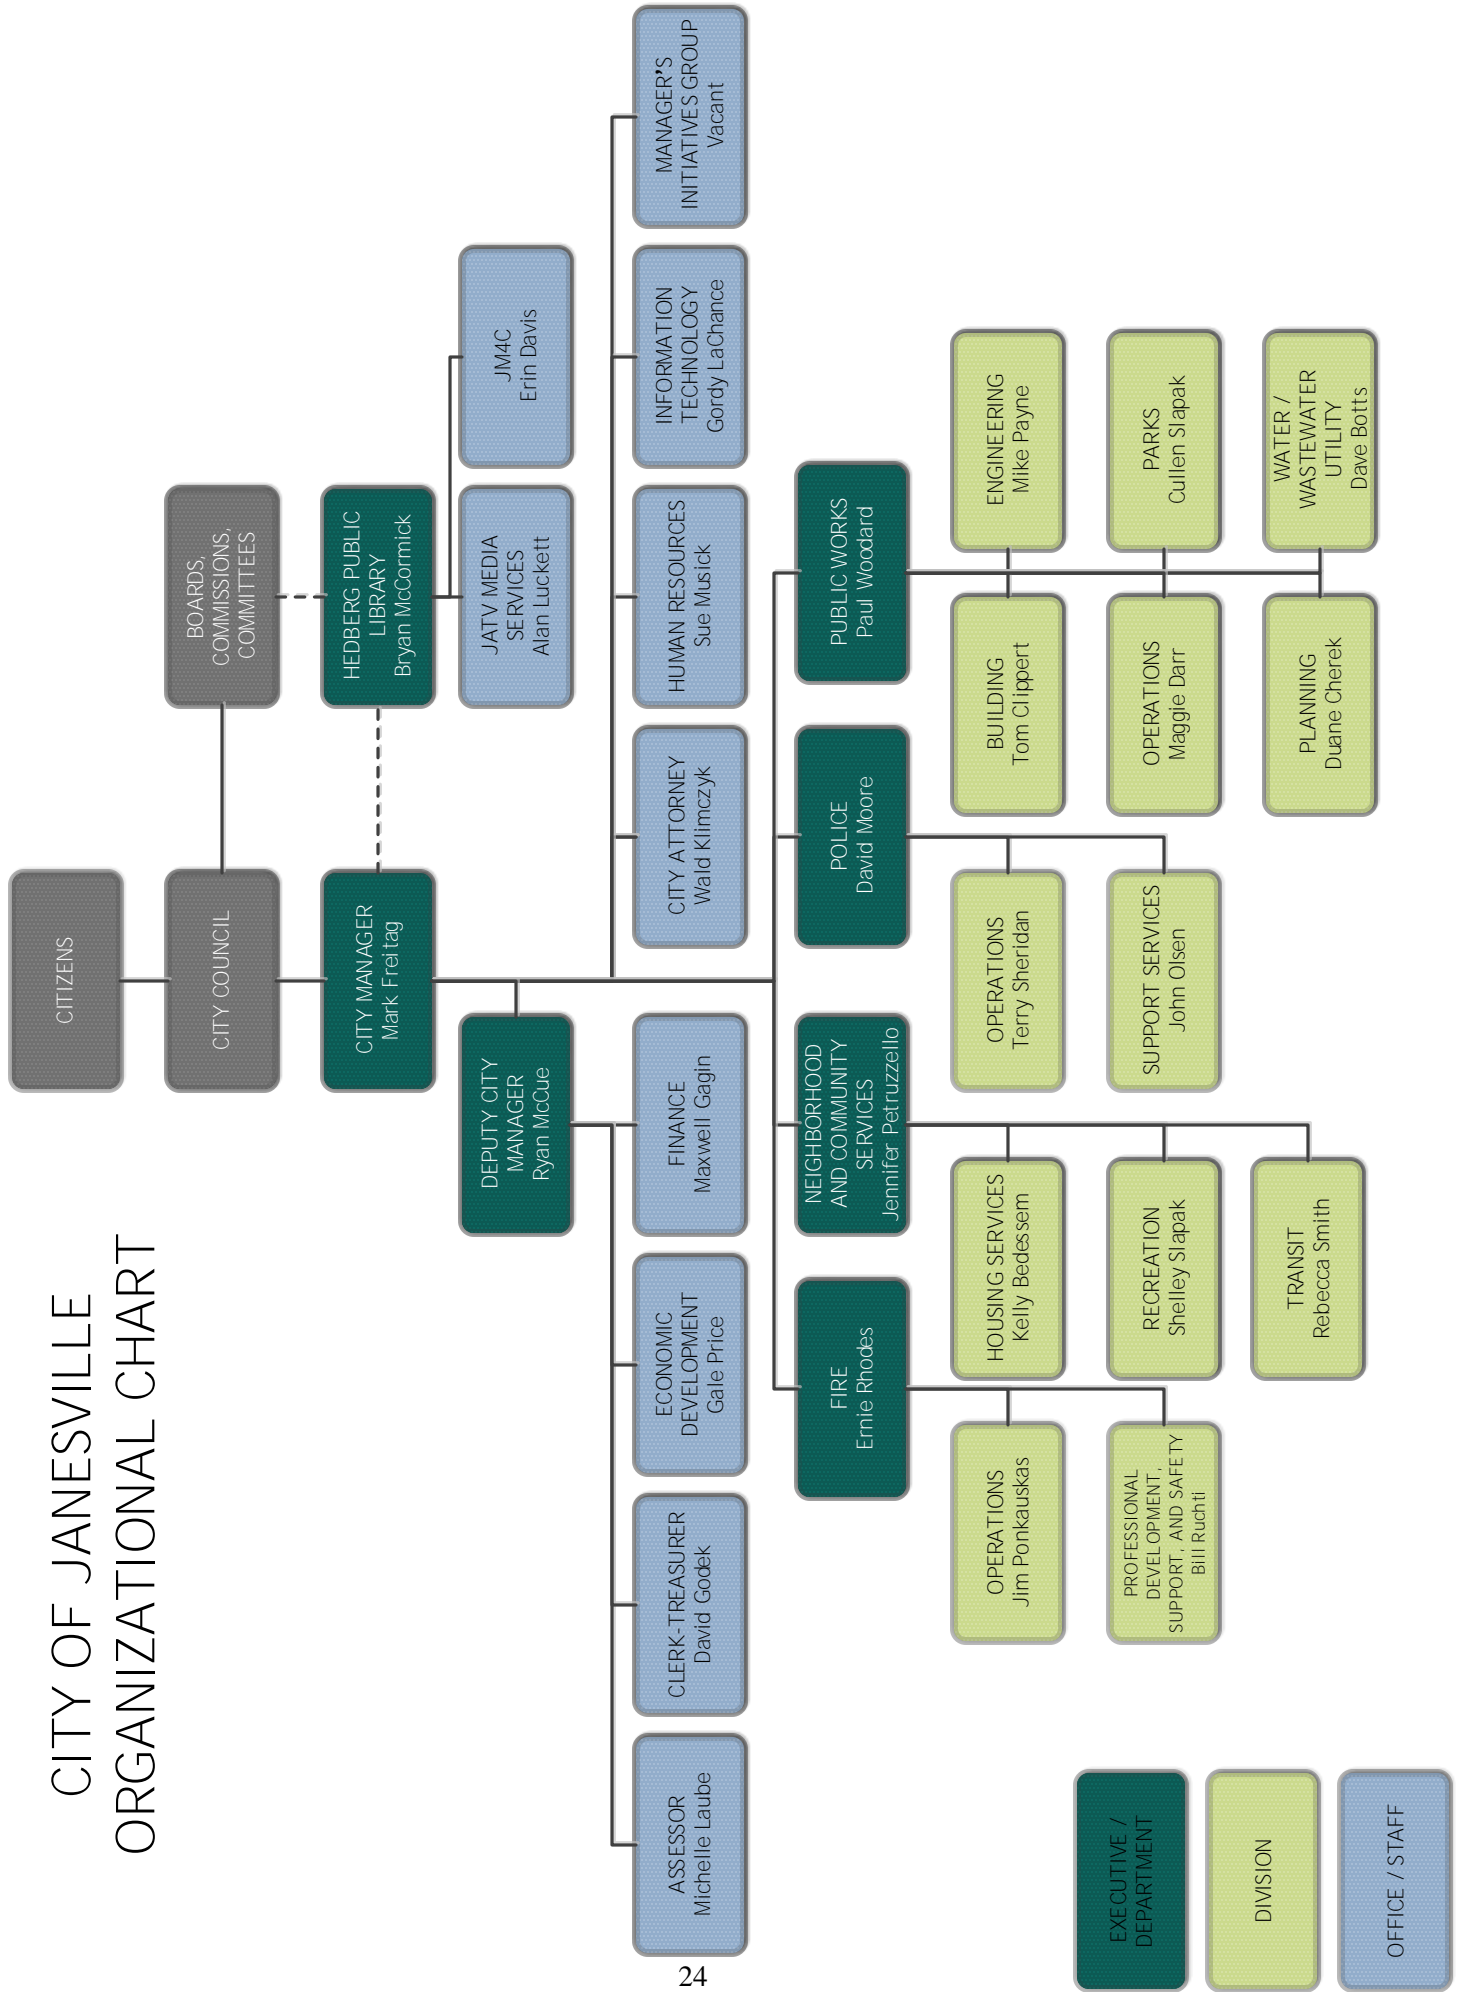 CITY OF JANESVILLE
ORGANIZATIONAL CHART
CITIZENS
CITY COUNCIL
BOARDS,
COMMISSIONS,
COMMITTEES
CITY MANAGER
Mark Freitag
HEDBERG PUBLIC
LIBRARY
Bryan McCormick
DEPUTY CITY
MANAGER
Ryan McCue
JATV MEDIA
SERVICES
Alan Luckett
JM4C
Erin Davis
ASSESSOR
Michelle Laube
CLERK-TREASURER
David Godek
ECONOMIC
DEVELOPMENT
Gale Price
FINANCE
Maxwell Gagin
CITY ATTORNEY
Wald Klimczyk
HUMAN RESOURCES
Sue Musick
INFORMATION
TECHNOLOGY
Gordy LaChance
MANAGER'S
INITIATIVES GROUP
Vacant
FIRE
Ernie Rhodes
NEIGHBORHOOD
AND COMMUNITY
SERVICES
Jennifer Petruzzello
POLICE
David Moore
PUBLIC WORKS
Paul Woodard
OPERATIONS
Jim Ponkauskas
HOUSING SERVICES
Kelly Bedessem
OPERATIONS
Terry Sheridan
BUILDING
Tom Clippert
ENGINEERING
Mike Payne
PROFESSIONAL
DEVELOPMENT,
SUPPORT, AND SAFETY
Bill Ruchti
RECREATION
Shelley Slapak
SUPPORT SERVICES
John Olsen
OPERATIONS
Maggie Darr
PARKS
Cullen Slapak
TRANSIT
Rebecca Smith
PLANNING
Duane Cherek
WATER /
WASTEWATER
UTILITY
Dave Botts
EXECUTIVE /
DEPARTMENT
DIVISION
OFFICE / STAFF
24